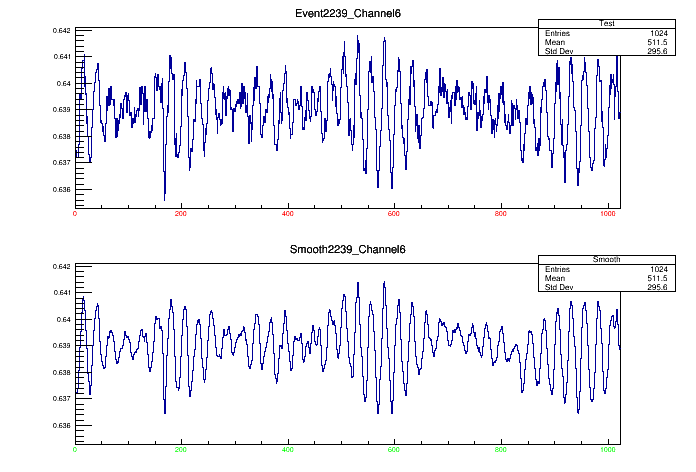 Event2239_Channel6
Test
Entries 1024
Mean 511.5
Std Dev 295.6
0.642
0.641
0.64
0.639
0.638
0.637
0.636
0 200 400 600 800 1000
Smooth2239_Channel6
Smooth
Entries 1024
Mean 511.5
Std Dev 295.6
0.642
0.641
0.64
0.639
0.638
0.637
0.636
0 200 400 600 800 1000